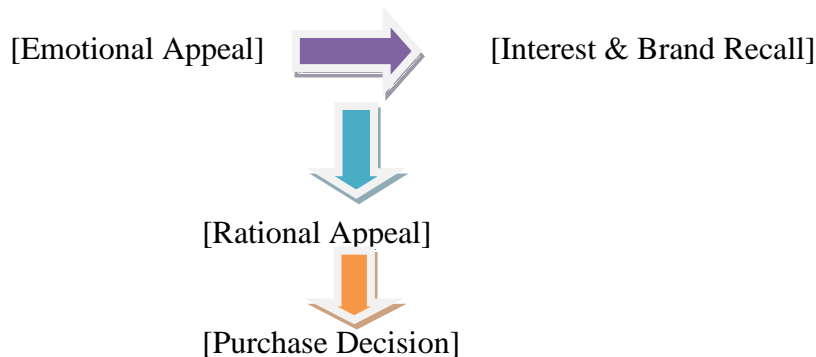 [Emotional Appeal] [Interest & Brand Recall]
[Rational Appeal]
[Purchase Decision]